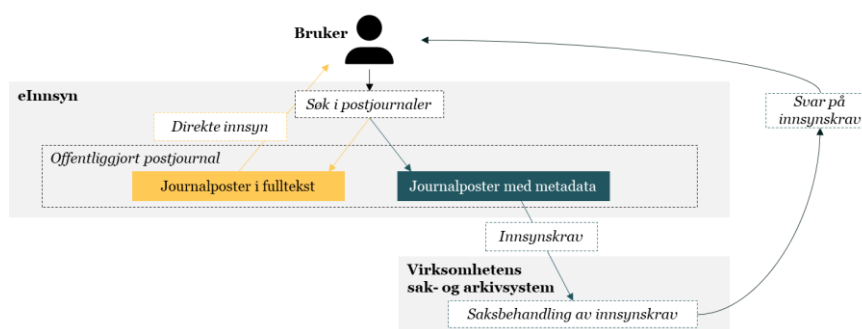 Bruker
eInnsyn
Søk i postjournaler
Direkte innsyn
Svar på
innsynskrav
Offentliggjort postjournal
Journalposter i fulltekst
Journalposter med metadata
Innsynskrav
Virksomhetens
sak- og arkivsystem
Saksbehandling av innsynskrav